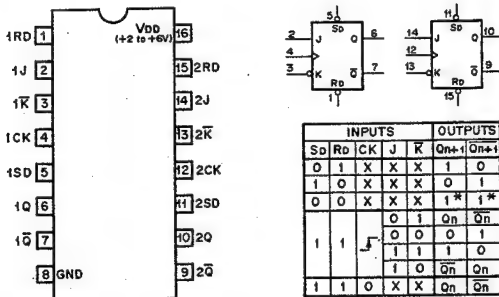 VDD
(+2 to +6V)
1RD 1
1J 2
1K̅ 3
1CK 4
1SD 5
1Q 6
1Q̅ 7
8 GND
16
15 2RD
14 2J
13 2K̅
12 2CK
11 2SD
10 2Q
9 2Q̅
5
SD
2 J Q 6
4
3 K Q̅ 7
RD
1
11
SD
14 J Q 10
12
13 K Q̅ 9
RD
15
INPUTS OUTPUTS
SD RD CK J K̅ Qn+1 Q̅n+1
0 1 X X X 1 0
1 0 X X X 0 1
0 0 X X X 1* 1*
1 1 0 1 Qn Q̅n
0 0 0 1
1 1 1 0
1 0 Q̅n Qn
1 1 0 X X Qn Q̅n